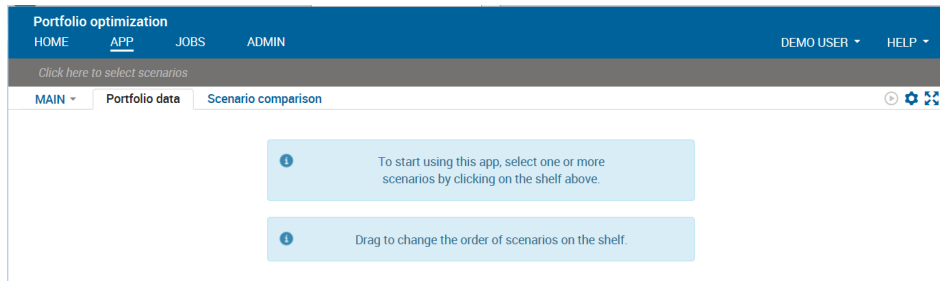 Portfolio optimization
HOME APP JOBS ADMIN DEMO USER HELP
Click here to select scenarios
MAIN Portfolio data Scenario comparison
To start using this app, select one or more
scenarios by clicking on the shelf above.
Drag to change the order of scenarios on the shelf.